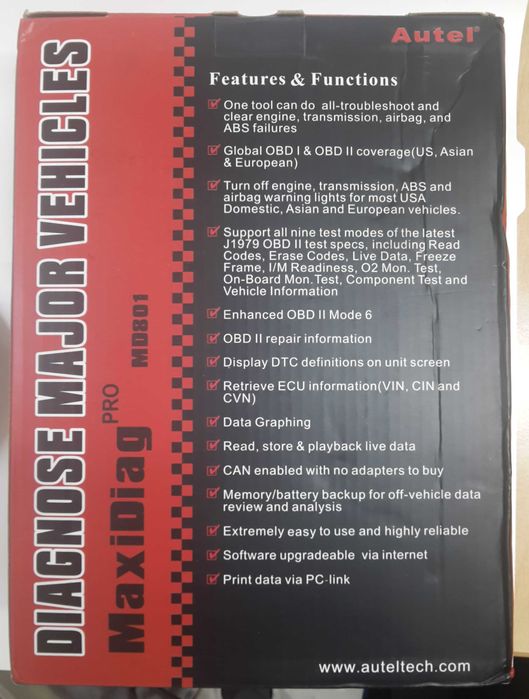 Autel®
DIAGNOSE MAJOR VEHICLES
MaxiDiag PRO MD801
Features & Functions
One tool can do all-troubleshoot and
clear engine, transmission, airbag, and
ABS failures
Global OBD I & OBD II coverage(US, Asian
& European)
Turn off engine, transmission, ABS and
airbag warning lights for most USA
Domestic, Asian and European vehicles.
Support all nine test modes of the latest
J1979 OBD II test specs, including Read
Codes, Erase Codes, Live Data, Freeze
Frame, I/M Readiness, O2 Mon. Test,
On-Board Mon. Test, Component Test and
Vehicle Information
Enhanced OBD II Mode 6
OBD II repair information
Display DTC definitions on unit screen
Retrieve ECU information(VIN, CIN and
CVN)
Data Graphing
Read, store & playback live data
CAN enabled with no adapters to buy
Memory/battery backup for off-vehicle data
review and analysis
Extremely easy to use and highly reliable
Software upgradeable via internet
Print data via PC-link
www.auteltech.com